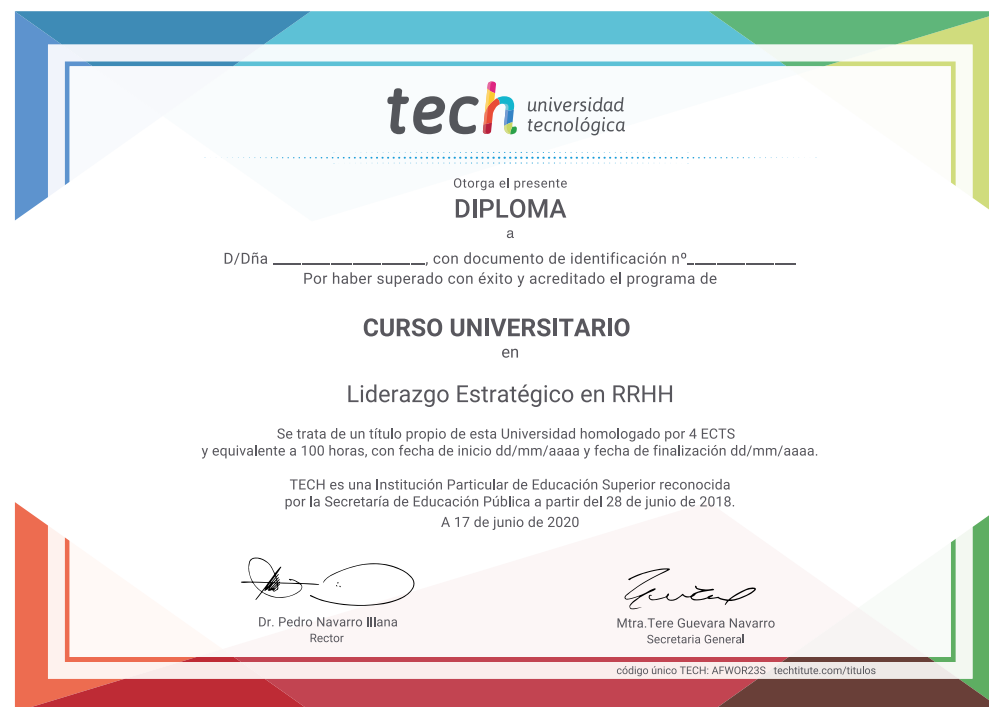 tech universidad
tecnológica
Otorga el presente
DIPLOMA
a
D/Dña ____________________, con documento de identificación nº______________
Por haber superado con éxito y acreditado el programa de
CURSO UNIVERSITARIO
en
Liderazgo Estratégico en RRHH
Se trata de un título propio de esta Universidad homologado por 4 ECTS
y equivalente a 100 horas, con fecha de inicio dd/mm/aaaa y fecha de finalización dd/mm/aaaa.
TECH es una Institución Particular de Educación Superior reconocida
por la Secretaría de Educación Pública a partir del 28 de junio de 2018.
A 17 de junio de 2020
Dr. Pedro Navarro Illana
Rector
Mtra.Tere Guevara Navarro
Secretaria General
código único TECH: AFWOR23S techtitute.com/titulos